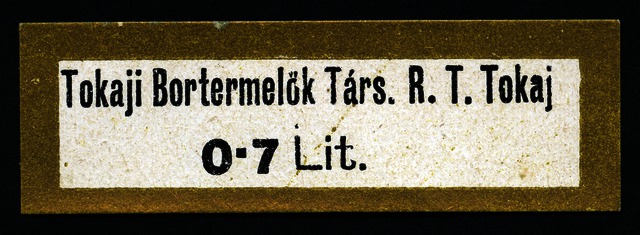 Tokaji Bortermelők Társ. R. T. Tokaj
0·7 Lit.